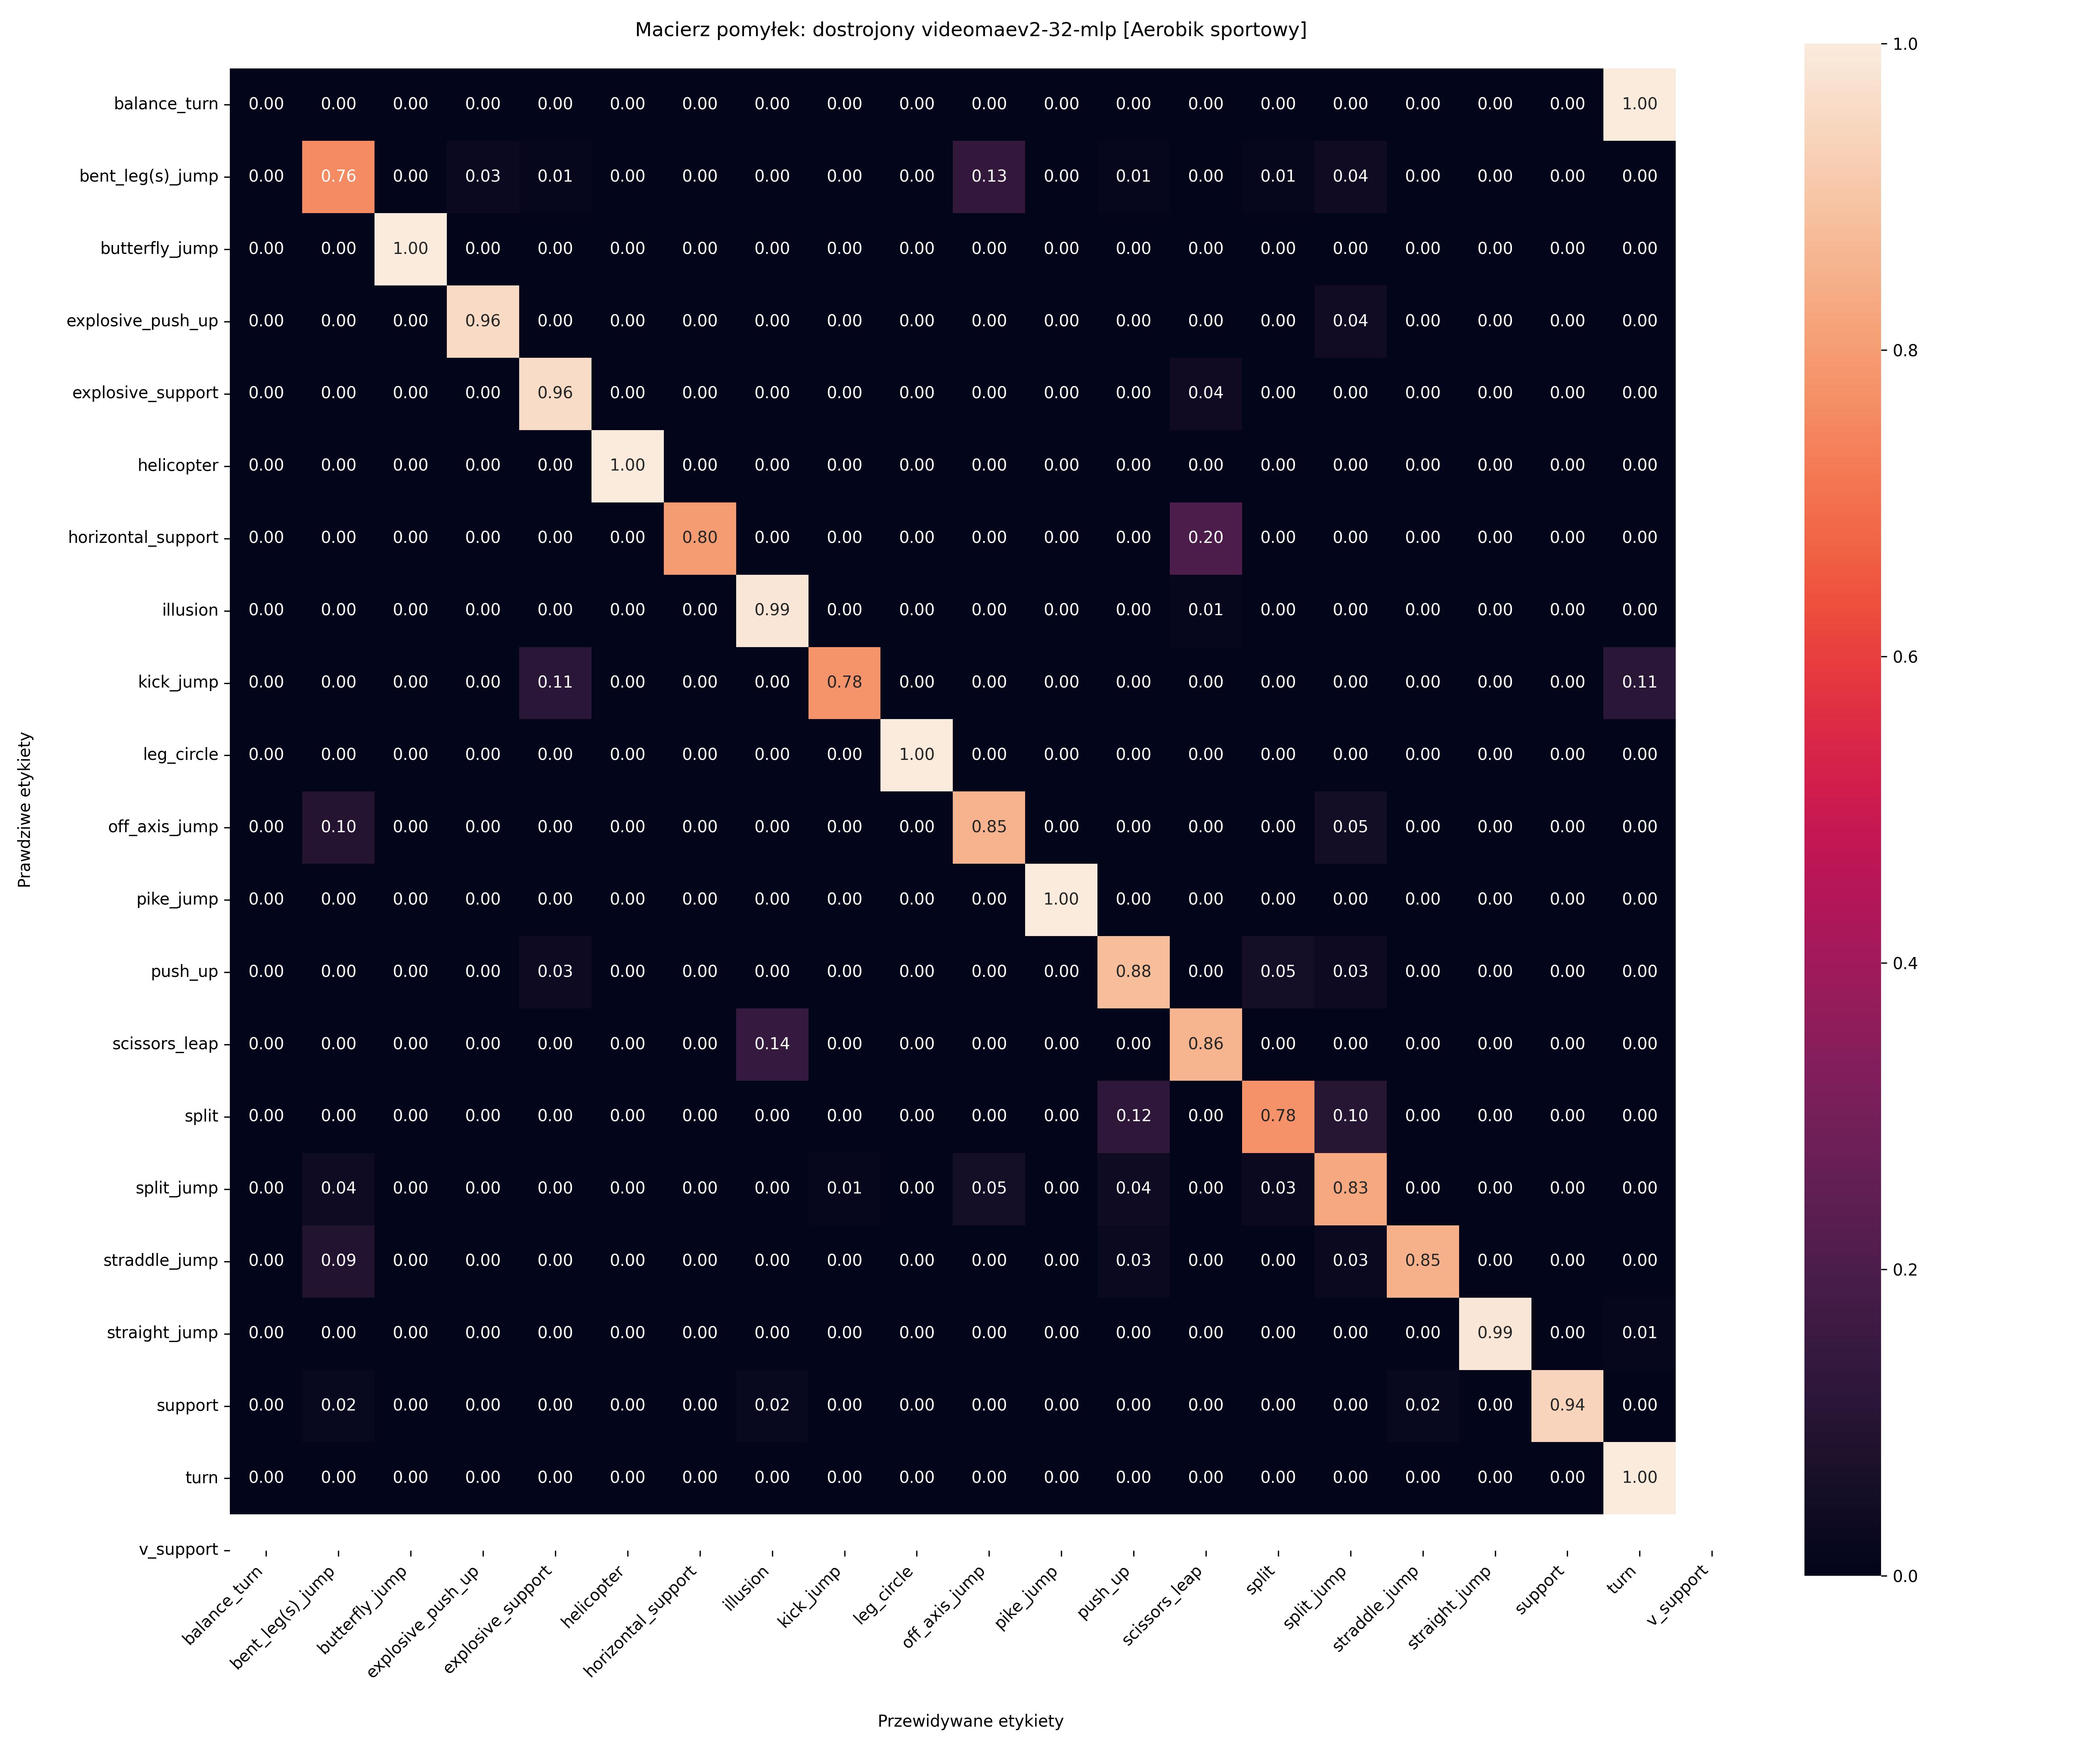 Macierz pomyłek: dostrojony videomaev2-32-mlp [Aerobik sportowy]
balance_turn 0.00 0.00 0.00 0.00 0.00 0.00 0.00 0.00 0.00 0.00 0.00 0.00 0.00 0.00 0.00 0.00 0.00 0.00 0.00 1.00
bent_leg(s)_jump 0.00 0.76 0.00 0.03 0.01 0.00 0.00 0.00 0.00 0.00 0.13 0.00 0.01 0.00 0.01 0.04 0.00 0.00 0.00 0.00
butterfly_jump 0.00 0.00 1.00 0.00 0.00 0.00 0.00 0.00 0.00 0.00 0.00 0.00 0.00 0.00 0.00 0.00 0.00 0.00 0.00 0.00
explosive_push_up 0.00 0.00 0.00 0.96 0.00 0.00 0.00 0.00 0.00 0.00 0.00 0.00 0.00 0.00 0.00 0.04 0.00 0.00 0.00 0.00
explosive_support 0.00 0.00 0.00 0.00 0.96 0.00 0.00 0.00 0.00 0.00 0.00 0.00 0.00 0.04 0.00 0.00 0.00 0.00 0.00 0.00
helicopter 0.00 0.00 0.00 0.00 0.00 1.00 0.00 0.00 0.00 0.00 0.00 0.00 0.00 0.00 0.00 0.00 0.00 0.00 0.00 0.00
horizontal_support 0.00 0.00 0.00 0.00 0.00 0.00 0.80 0.00 0.00 0.00 0.00 0.00 0.00 0.20 0.00 0.00 0.00 0.00 0.00 0.00
illusion 0.00 0.00 0.00 0.00 0.00 0.00 0.00 0.99 0.00 0.00 0.00 0.00 0.00 0.01 0.00 0.00 0.00 0.00 0.00 0.00
kick_jump 0.00 0.00 0.00 0.00 0.11 0.00 0.00 0.00 0.78 0.00 0.00 0.00 0.00 0.00 0.00 0.00 0.00 0.00 0.00 0.11
leg_circle 0.00 0.00 0.00 0.00 0.00 0.00 0.00 0.00 0.00 1.00 0.00 0.00 0.00 0.00 0.00 0.00 0.00 0.00 0.00 0.00
off_axis_jump 0.00 0.10 0.00 0.00 0.00 0.00 0.00 0.00 0.00 0.00 0.85 0.00 0.00 0.00 0.00 0.05 0.00 0.00 0.00 0.00
pike_jump 0.00 0.00 0.00 0.00 0.00 0.00 0.00 0.00 0.00 0.00 0.00 1.00 0.00 0.00 0.00 0.00 0.00 0.00 0.00 0.00
push_up 0.00 0.00 0.00 0.00 0.03 0.00 0.00 0.00 0.00 0.00 0.00 0.00 0.88 0.00 0.05 0.03 0.00 0.00 0.00 0.00
scissors_leap 0.00 0.00 0.00 0.00 0.00 0.00 0.00 0.14 0.00 0.00 0.00 0.00 0.00 0.86 0.00 0.00 0.00 0.00 0.00 0.00
split 0.00 0.00 0.00 0.00 0.00 0.00 0.00 0.00 0.00 0.00 0.00 0.00 0.12 0.00 0.78 0.10 0.00 0.00 0.00 0.00
split_jump 0.00 0.04 0.00 0.00 0.00 0.00 0.00 0.00 0.01 0.00 0.05 0.00 0.04 0.00 0.03 0.83 0.00 0.00 0.00 0.00
straddle_jump 0.00 0.09 0.00 0.00 0.00 0.00 0.00 0.00 0.00 0.00 0.00 0.00 0.03 0.00 0.00 0.03 0.85 0.00 0.00 0.00
straight_jump 0.00 0.00 0.00 0.00 0.00 0.00 0.00 0.00 0.00 0.00 0.00 0.00 0.00 0.00 0.00 0.00 0.00 0.99 0.00 0.01
support 0.00 0.02 0.00 0.00 0.00 0.00 0.00 0.02 0.00 0.00 0.00 0.00 0.00 0.00 0.00 0.00 0.02 0.00 0.94 0.00
turn 0.00 0.00 0.00 0.00 0.00 0.00 0.00 0.00 0.00 0.00 0.00 0.00 0.00 0.00 0.00 0.00 0.00 0.00 0.00 1.00
v_support
balance_turn
bent_leg(s)_jump
butterfly_jump
explosive_push_up
explosive_support
helicopter
horizontal_support
illusion
kick_jump
leg_circle
off_axis_jump
pike_jump
push_up
scissors_leap
split
split_jump
straddle_jump
straight_jump
support
turn
v_support
Przewidywane etykiety
Prawdziwe etykiety
1.0
0.8
0.6
0.4
0.2
0.0